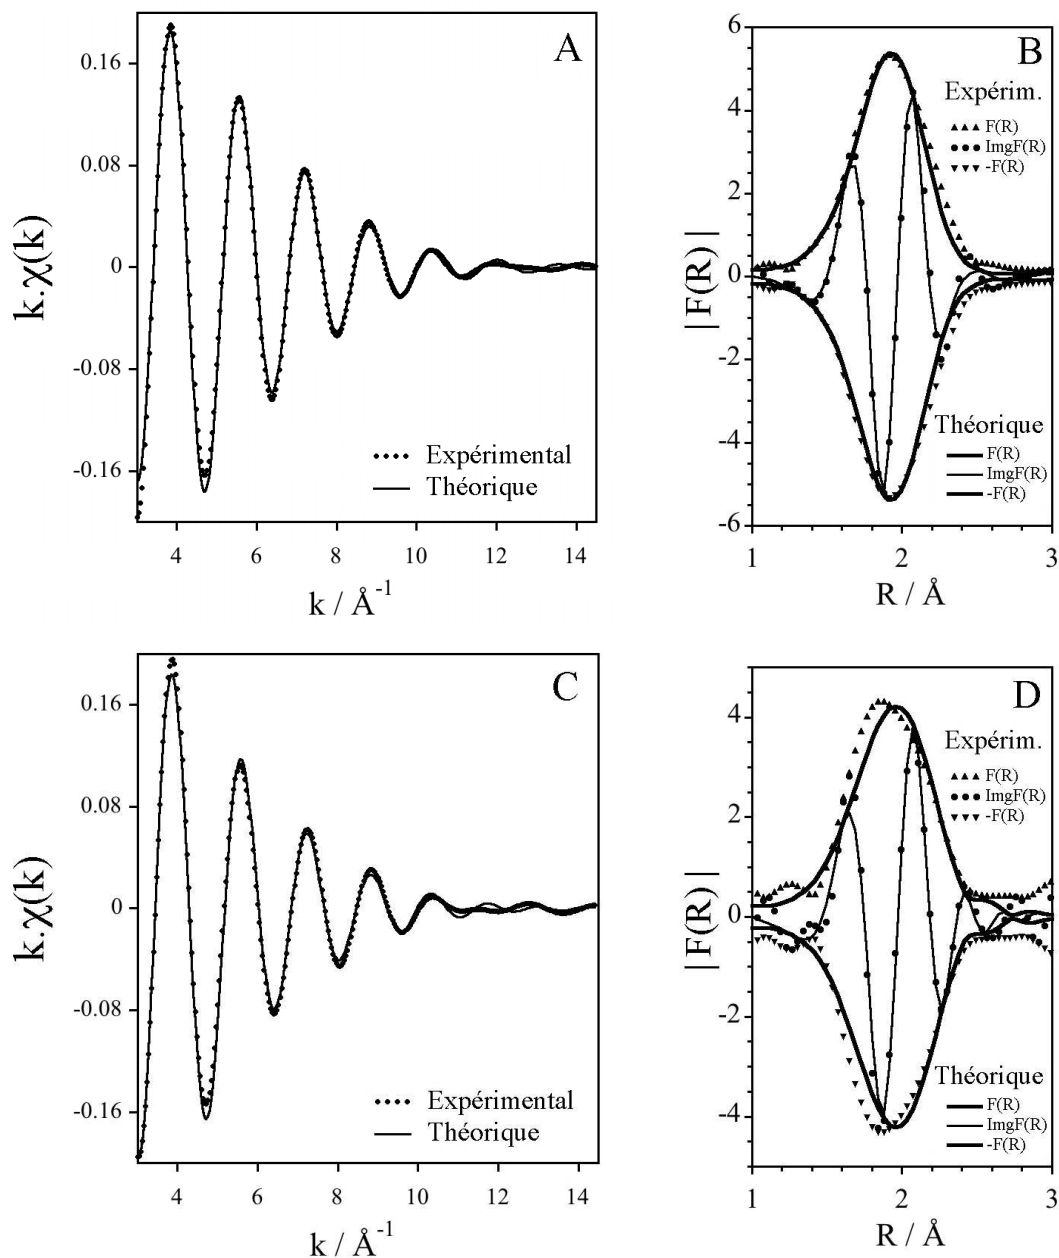 A
0.16
0.08
0
-0.08
-0.16
k.χ(k)
Expérimental
Théorique
4 6 8 10 12 14
k / Å-1
B
6
4
2
0
-2
-4
-6
|F(R)|
Expérim.
F(R)
ImgF(R)
-F(R)
Théorique
F(R)
ImgF(R)
-F(R)
1 2 3
R / Å
C
0.16
0.08
0
-0.08
-0.16
k.χ(k)
Expérimental
Théorique
4 6 8 10 12 14
k / Å-1
D
4
2
0
-2
-4
|F(R)|
Expérim.
F(R)
ImgF(R)
-F(R)
Théorique
F(R)
ImgF(R)
-F(R)
1 2 3
R / Å